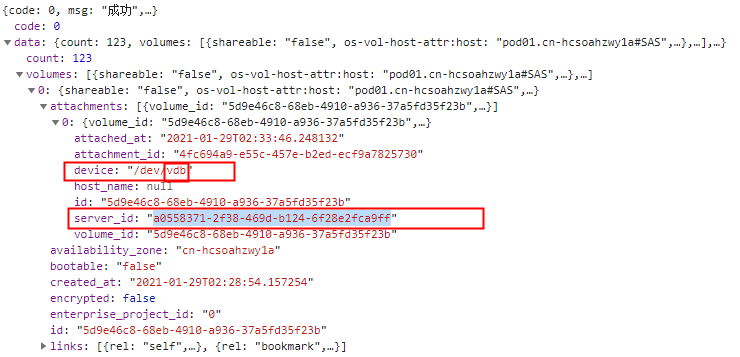 {code: 0, msg: "成功",…}
code: 0
data: {count: 123, volumes: [{shareable: "false", os-vol-host-attr:host: "pod01.cn-hcsoahzwy1a#SAS",…},…],…}
count: 123
volumes: [{shareable: "false", os-vol-host-attr:host: "pod01.cn-hcsoahzwy1a#SAS",…},…]
0: {shareable: "false", os-vol-host-attr:host: "pod01.cn-hcsoahzwy1a#SAS",…}
attachments: [{volume_id: "5d9e46c8-68eb-4910-a936-37a5fd35f23b",…}]
0: {volume_id: "5d9e46c8-68eb-4910-a936-37a5fd35f23b",…}
attached_at: "2021-01-29T02:33:46.248132"
attachment_id: "4fc694a9-e55c-457e-b2ed-ecf9a7825730"
device: "/dev/vdb"
host_name: null
id: "5d9e46c8-68eb-4910-a936-37a5fd35f23b"
server_id: "a0558371-2f38-469d-b124-6f28e2fca9ff"
volume_id: "5d9e46c8-68eb-4910-a936-37a5fd35f23b"
availability_zone: "cn-hcsoahzwy1a"
bootable: "false"
created_at: "2021-01-29T02:28:54.157254"
encrypted: false
enterprise_project_id: "0"
id: "5d9e46c8-68eb-4910-a936-37a5fd35f23b"
links: [{rel: "self",…}, {rel: "bookmark",…}]